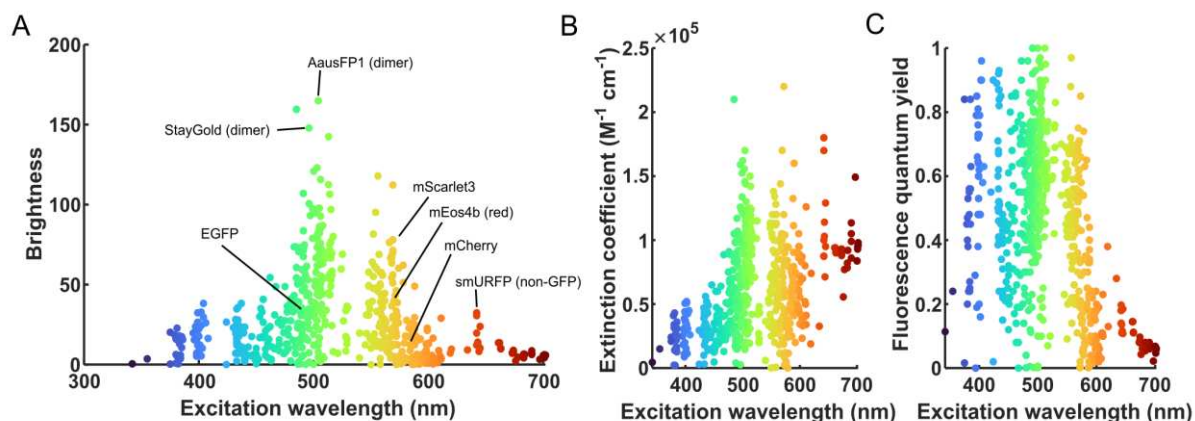 A
Brightness
200
150
100
50
0
AausFP1 (dimer)
StayGold (dimer)
EGFP
mScarlet3
mEos4b (red)
mCherry
smURFP (non-GFP)
300 400 500 600 700
Excitation wavelength (nm)
B
×10⁵
Extinction coefficient (M⁻¹ cm⁻¹)
2.5
2.0
1.5
1.0
0.5
0.0
400 500 600 700
Excitation wavelength (nm)
C
Fluorescence quantum yield
1
0.8
0.6
0.4
0.2
0
400 500 600 700
Excitation wavelength (nm)